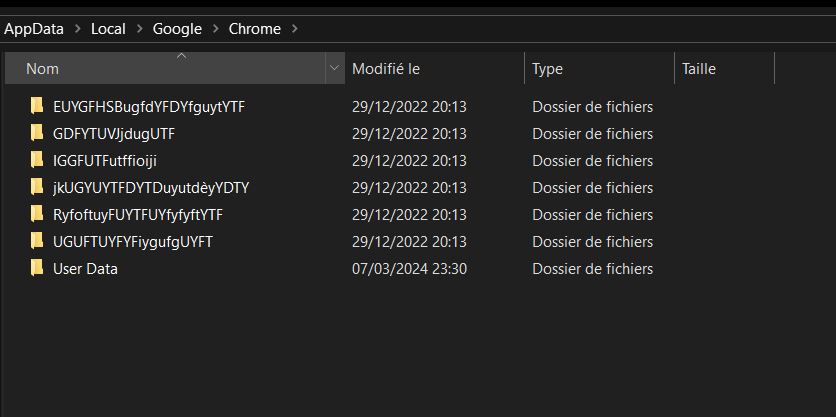 AppData > Local > Google > Chrome >
Nom Modifié le Type Taille
EUYGFHSBugfdYFDYfguytYTF 29/12/2022 20:13 Dossier de fichiers
GDFYTUVJjdugUTF 29/12/2022 20:13 Dossier de fichiers
IGGFUTFutffioiji 29/12/2022 20:13 Dossier de fichiers
jkUGYUYTFDYTDuyutdèyYDTY 29/12/2022 20:13 Dossier de fichiers
RyfoftuyFUYTFUYfyfyftYTF 29/12/2022 20:13 Dossier de fichiers
UGUFTUYFYFiygufgUYFT 29/12/2022 20:13 Dossier de fichiers
User Data 07/03/2024 23:30 Dossier de fichiers